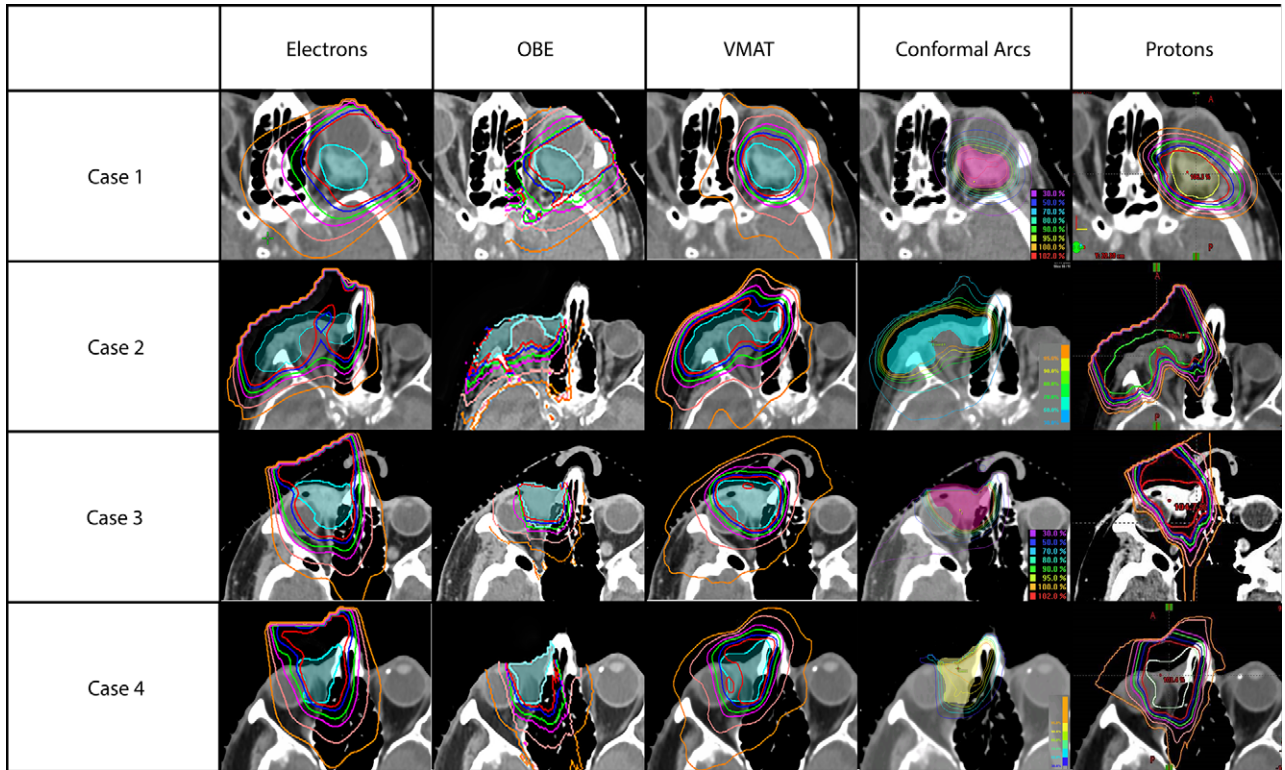 Electrons OBE VMAT Conformal Arcs Protons
Case 1
A
30.0 %
50.0 %
70.0 %
80.0 %
90.0 %
95.0 %
100.0 %
102.0 %
P
Case 2
A
P
Case 3
30.0 %
50.0 %
70.0 %
80.0 %
90.0 %
95.0 %
100.0 %
102.0 %
Case 4
A
P